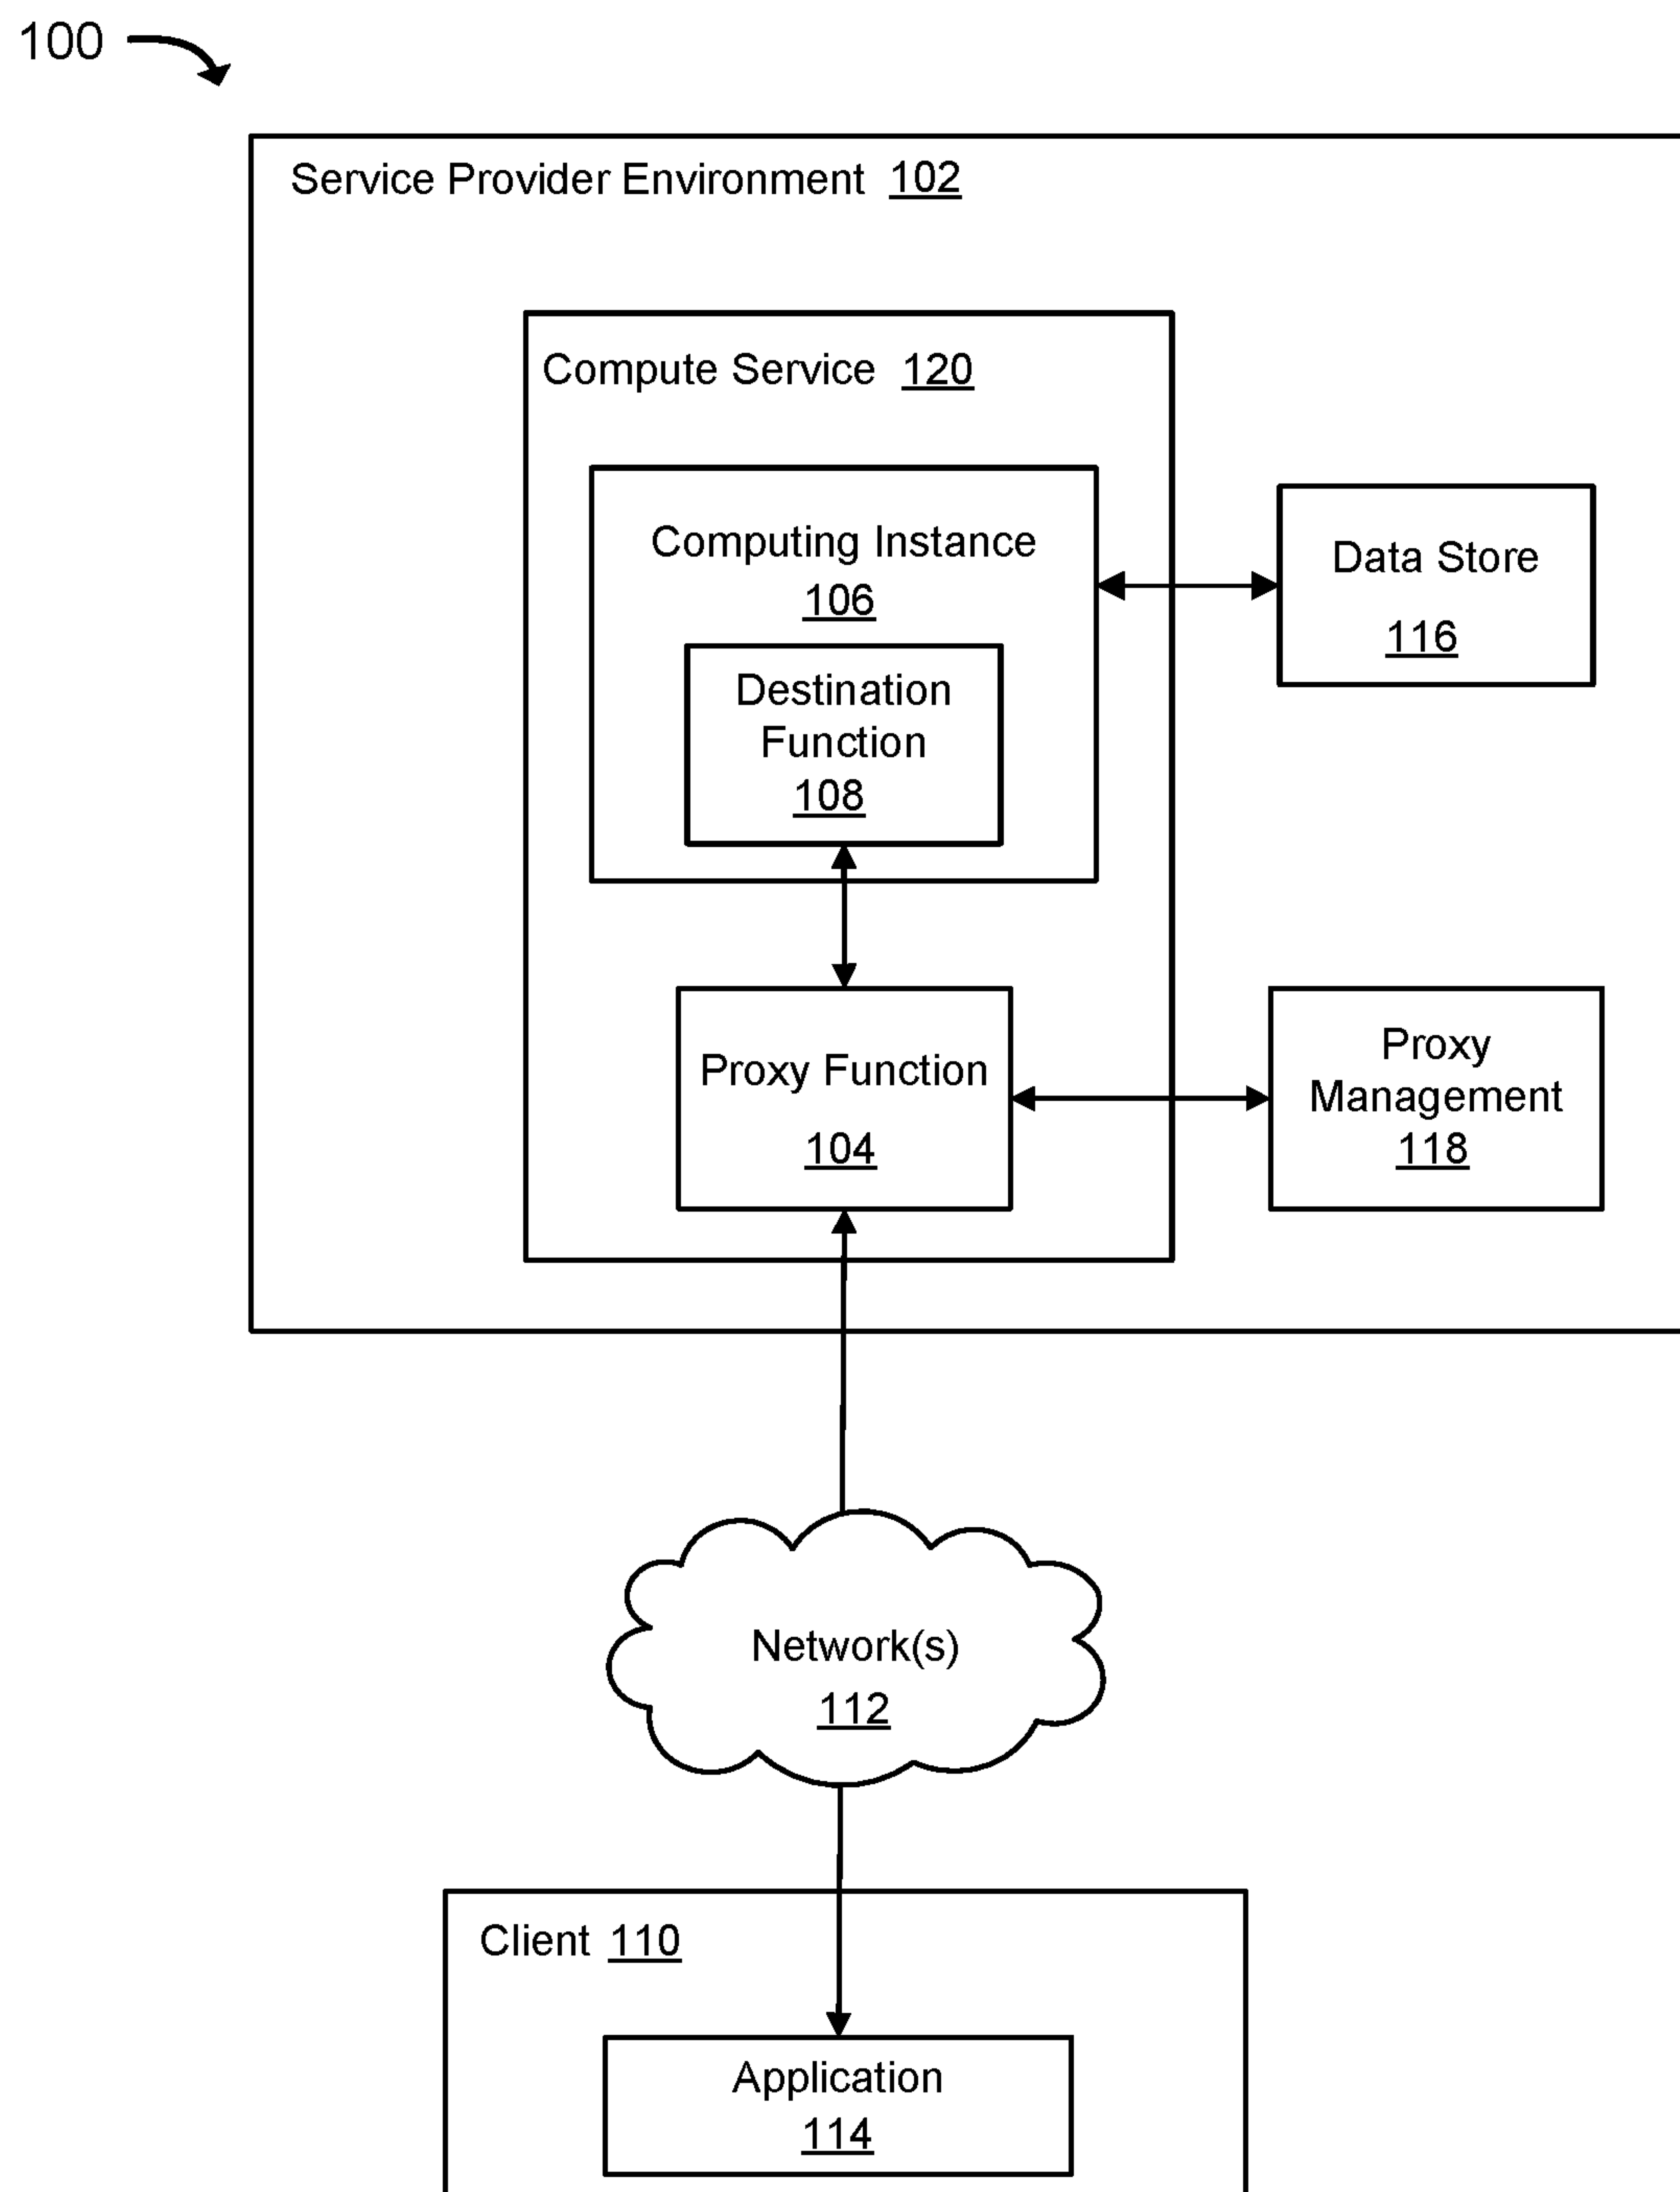 100
Service Provider Environment 102
Compute Service 120
Computing Instance
106
Destination
Function
108
Data Store
116
Proxy Function
104
Proxy
Management
118
Network(s)
112
Client 110
Application
114